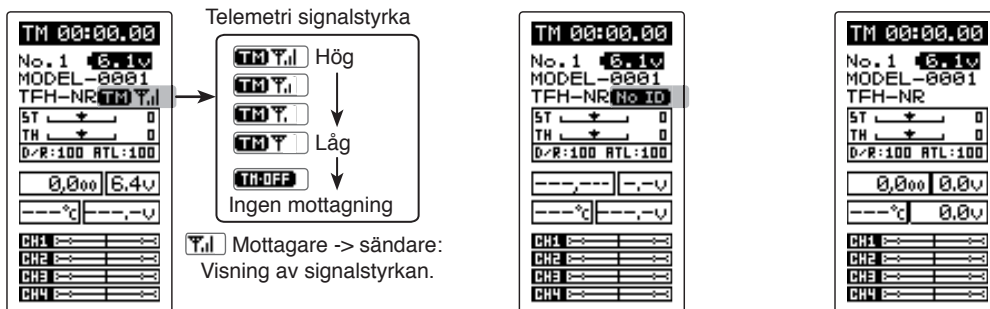 Telemetri signalstyrka
TM 00:00.00
No.1 6.1v
MODEL-0001
TFH-NR TM
ST 0
TH 0
D/R:100 ATL:100
0,000 6.4v
---°c ---.-v
CH1
CH2
CH3
CH4
TM Hög
TM
TM
TM Låg
TM:OFF
Ingen mottagning
Mottagare -> sändare:
Visning av signalstyrkan.
TM 00:00.00
No.1 6.1v
MODEL-0001
TFH-NR No ID
ST 0
TH 0
D/R:100 ATL:100
---,--- -.-v
---°c ---.-v
CH1
CH2
CH3
CH4
TM 00:00.00
No.1 6.1v
MODEL-0001
TFH-NR
ST 0
TH 0
D/R:100 ATL:100
0,000 0.0v
---°c 0.0v
CH1
CH2
CH3
CH4